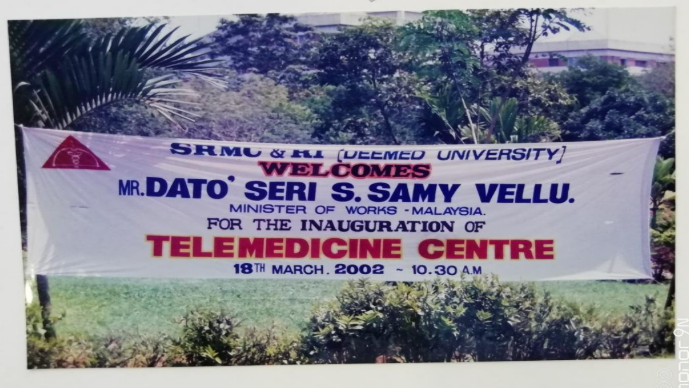 SRMC & RI [DEEMED UNIVERSITY]
WELCOMES
MR. DATO' SERI S. SAMY VELLU.
MINISTER OF WORKS - MALAYSIA.
FOR THE INAUGURATION OF
TELEMEDICINE CENTRE
18TH MARCH. 2002 ~ 10.30 A.M